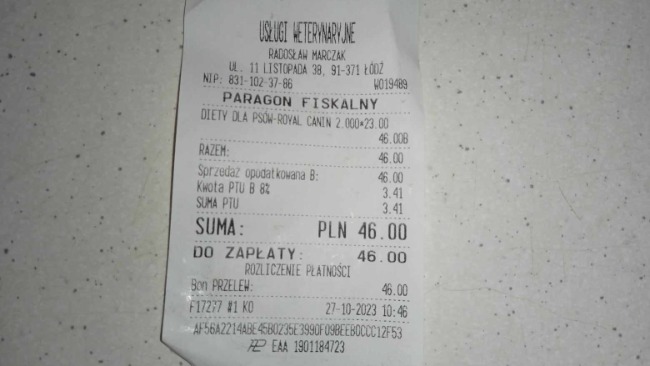 USŁUGI WETERYNARYJNE
RADOSŁAW MARCZAK
UL. 11 LISTOPADA 38, 91-371 ŁÓDŹ
NIP: 831-102-37-86 W019489
PARAGON FISKALNY
DIETY DLA PSÓW-ROYAL CANIN 2.000*23.00
46.00B
RAZEM: 46.00
Sprzedaż opodatkowana B: 46.00
Kwota PTU B 8% 3.41
SUMA PTU 3.41
SUMA: PLN 46.00
DO ZAPŁATY: 46.00
ROZLICZENIE PŁATNOŚCI
Bon PRZELEW: 46.00
F17277 #1 KO 27-10-2023 10:46
AF56A2214ABE45B0235E3990F09BEEB0CCC12F53
EAA 1901184723